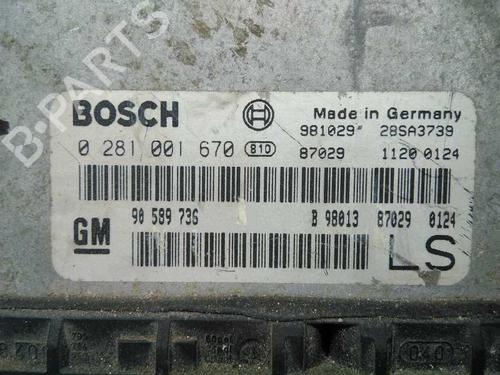 B-PARTS
BOSCH
Made in Germany
981029# 28SA3739
0 281 001 670 B10
87029 1120 0124
GM
90 589 736
B 98013 87029 0124
LS